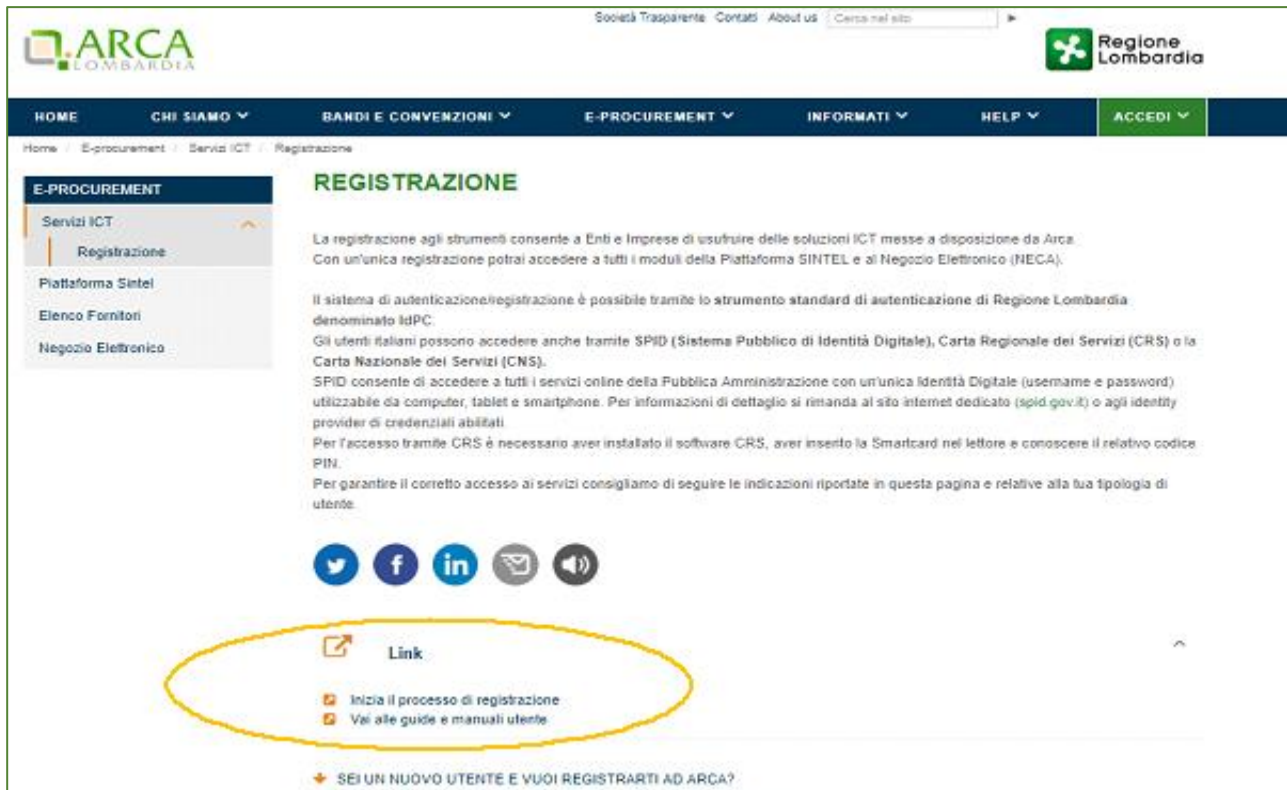 Società Trasparente Contatti About us Cerca nel sito
ARCA
LOMBARDIA
Regione
Lombardia
HOME CHI SIAMO BANDI E CONVENZIONI E-PROCUREMENT INFORMATI HELP ACCEDI
Home / E-procurement / Servizi ICT / Registrazione
E-PROCUREMENT
Servizi ICT
Registrazione
Piattaforma Sintel
Elenco Fornitori
Negozio Elettronico
REGISTRAZIONE
La registrazione agli strumenti consente a Enti e Imprese di usufruire delle soluzioni ICT messe a disposizione da Arca.
Con un'unica registrazione potrai accedere a tutti i moduli della Piattaforma SINTEL e al Negozio Elettronico (NECA).
Il sistema di autenticazione/registrazione è possibile tramite lo strumento standard di autenticazione di Regione Lombardia
denominato IdPC.
Gli utenti italiani possono accedere anche tramite SPID (Sistema Pubblico di Identità Digitale), Carta Regionale dei Servizi (CRS) o la
Carta Nazionale dei Servizi (CNS).
SPID consente di accedere a tutti i servizi online della Pubblica Amministrazione con un'unica Identità Digitale (username e password)
utilizzabile da computer, tablet e smartphone. Per informazioni di dettaglio si rimanda al sito internet dedicato (spid.gov.it) o agli identity
provider di credenziali abilitati.
Per l'accesso tramite CRS è necessario aver installato il software CRS, aver inserito la Smartcard nel lettore e conoscere il relativo codice
PIN.
Per garantire il corretto accesso ai servizi consigliamo di seguire le indicazioni riportate in questa pagina e relative alla tua tipologia di
utente.
Link
Inizia il processo di registrazione
Vai alle guide e manuali utente
SEI UN NUOVO UTENTE E VUOI REGISTRARTI AD ARCA?